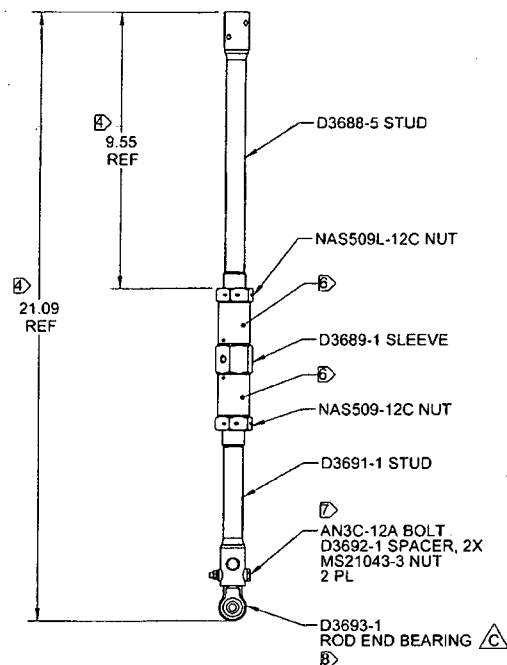 D3688-5 STUD
4
9.55
REF
NAS509L-12C NUT
6
4
21.09
REF
D3689-1 SLEEVE
6
NAS509-12C NUT
D3691-1 STUD
7
AN3C-12A BOLT
D3692-1 SPACER, 2X
MS21043-3 NUT
2 PL
D3693-1
ROD END BEARING C
8